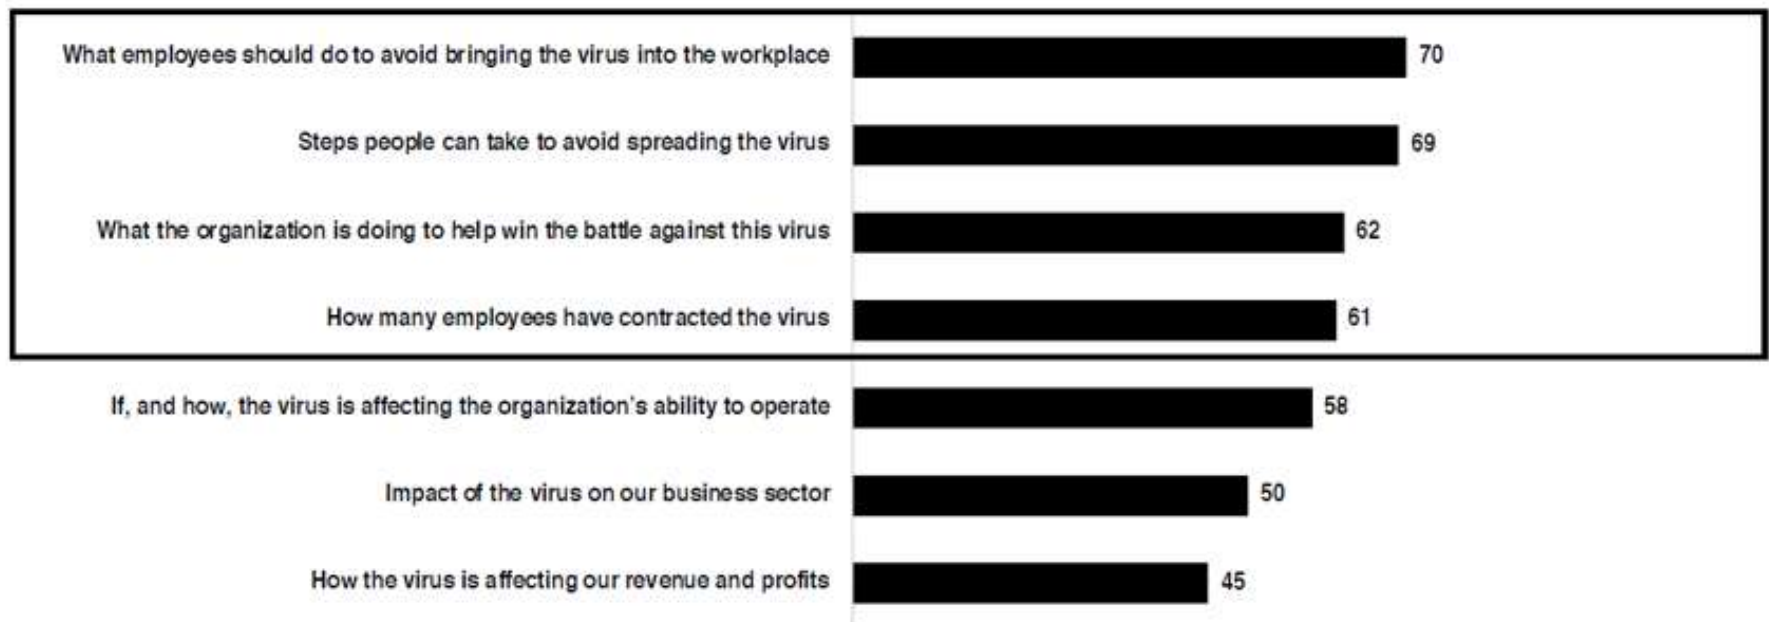 What employees should do to avoid bringing the virus into the workplace 70
Steps people can take to avoid spreading the virus 69
What the organization is doing to help win the battle against this virus 62
How many employees have contracted the virus 61
If, and how, the virus is affecting the organization's ability to operate 58
Impact of the virus on our business sector 50
How the virus is affecting our revenue and profits 45